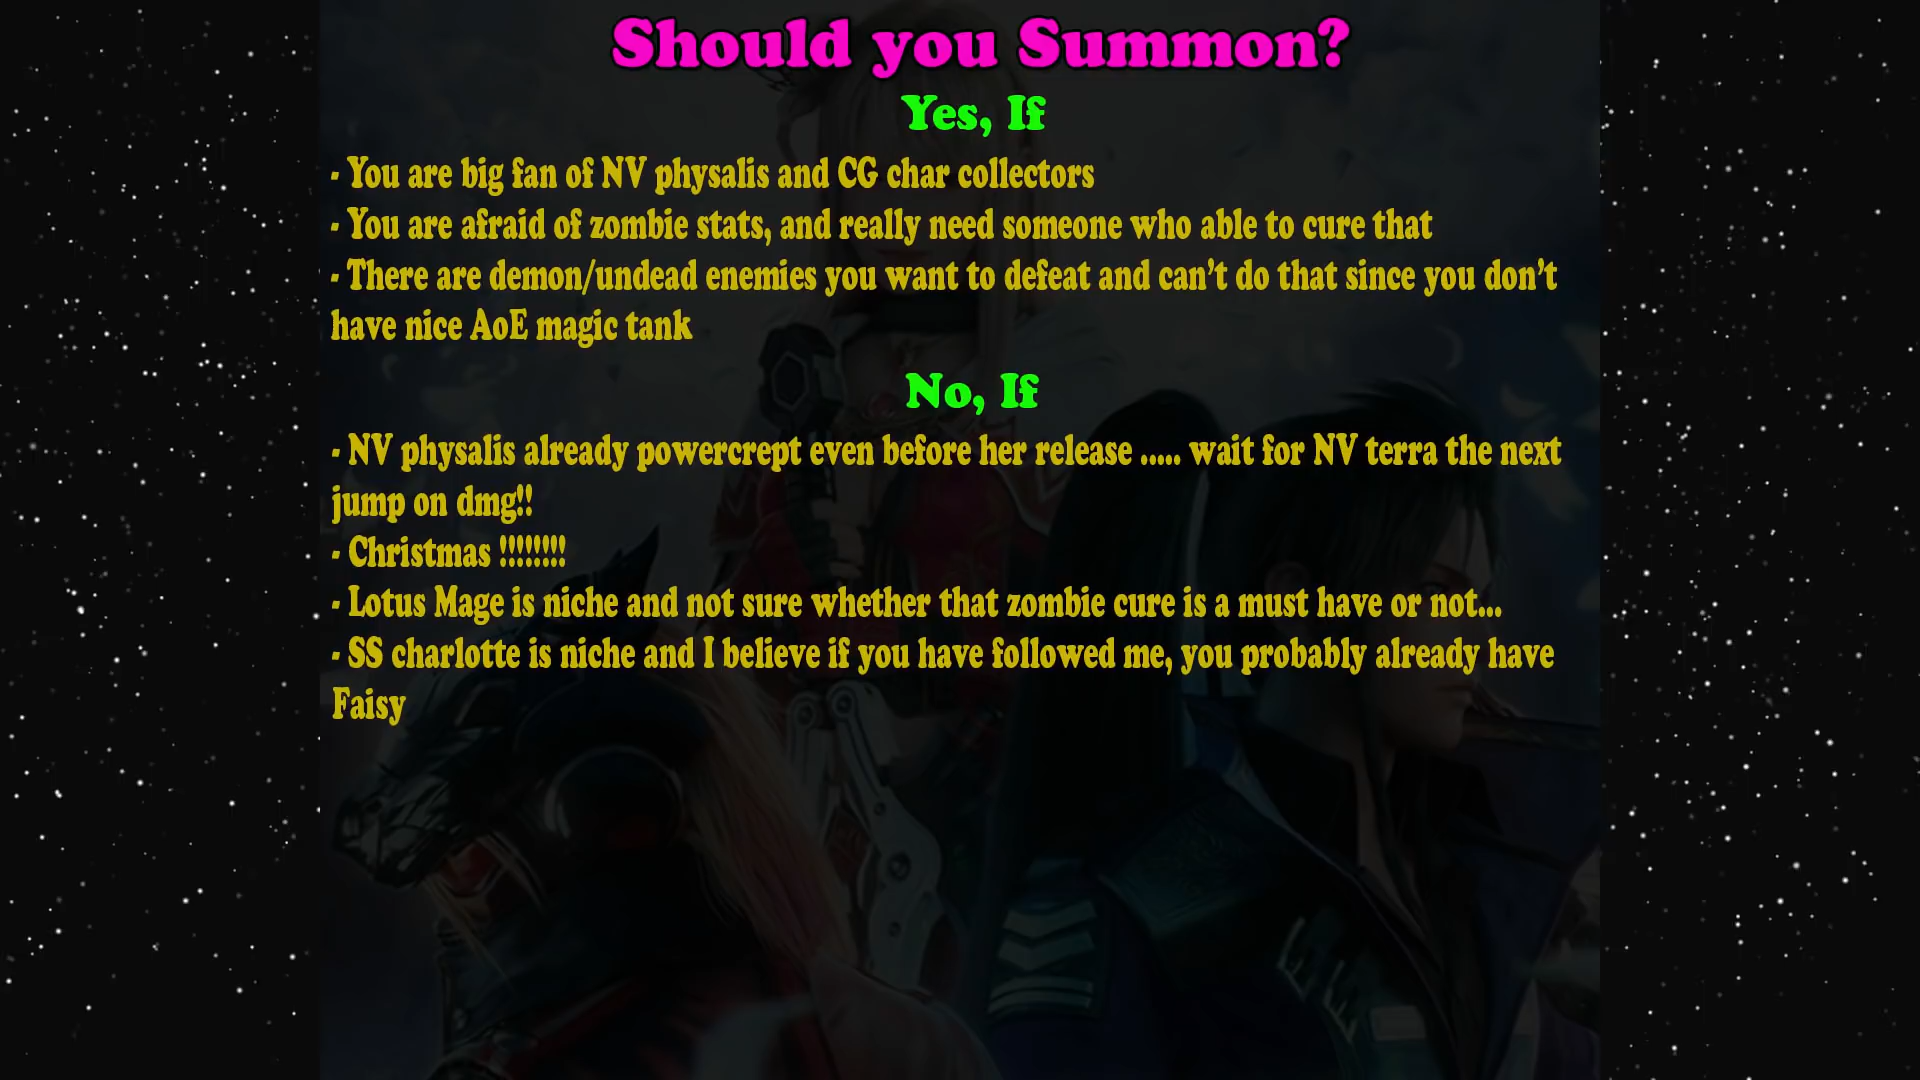 Should you Summon?
Yes, If
- You are big fan of NV physalis and CG char collectors
- You are afraid of zombie stats, and really need someone who able to cure that
- There are demon/undead enemies you want to defeat and can't do that since you don't
have nice AoE magic tank
No, If
- NV physalis already powercrept even before her release ..... wait for NV terra the next
jump on dmg!!
- Christmas !!!!!!!!
- Lotus Mage is niche and not sure whether that zombie cure is a must have or not...
- SS charlotte is niche and I believe if you have followed me, you probably already have
Faisy